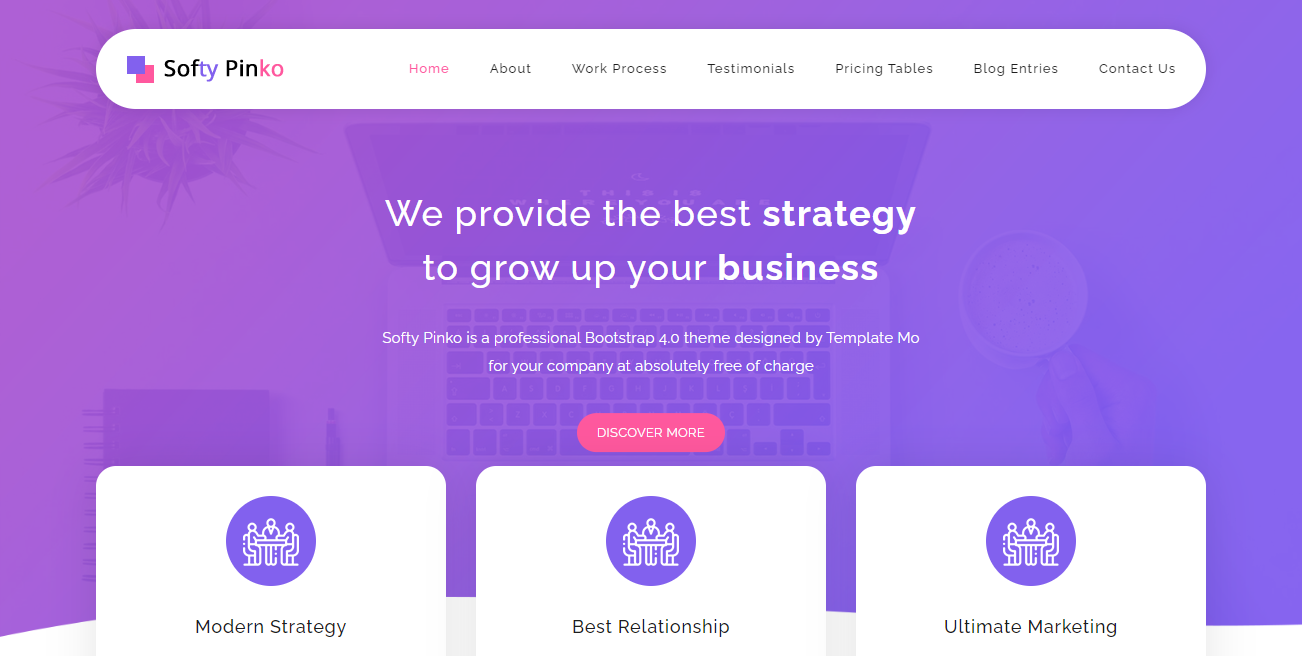 Softy Pinko
Home
About
Work Process
Testimonials
Pricing Tables
Blog Entries
Contact Us
We provide the best strategy
to grow up your business
Softy Pinko is a professional Bootstrap 4.0 theme designed by Template Mo
for your company at absolutely free of charge
DISCOVER MORE
Modern Strategy
Best Relationship
Ultimate Marketing